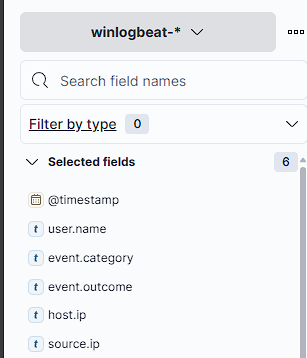 winlogbeat-*
Search field names
Filter by type 0
Selected fields 6
@timestamp
t user.name
t event.category
t event.outcome
t host.ip
t source.ip